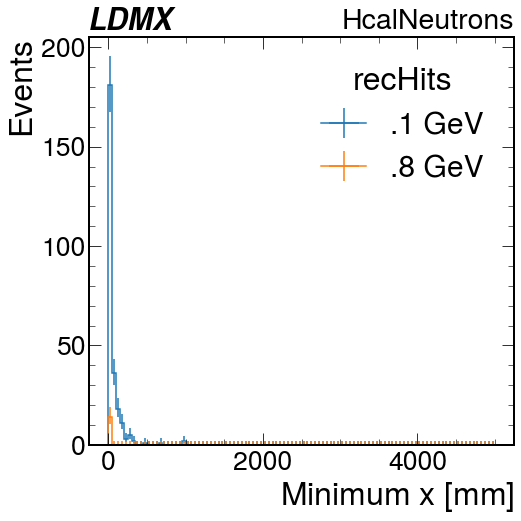 LDMX HcalNeutrons
Events
200
150
100
50
0
recHits
.1 GeV
.8 GeV
0 2000 4000
Minimum x [mm]